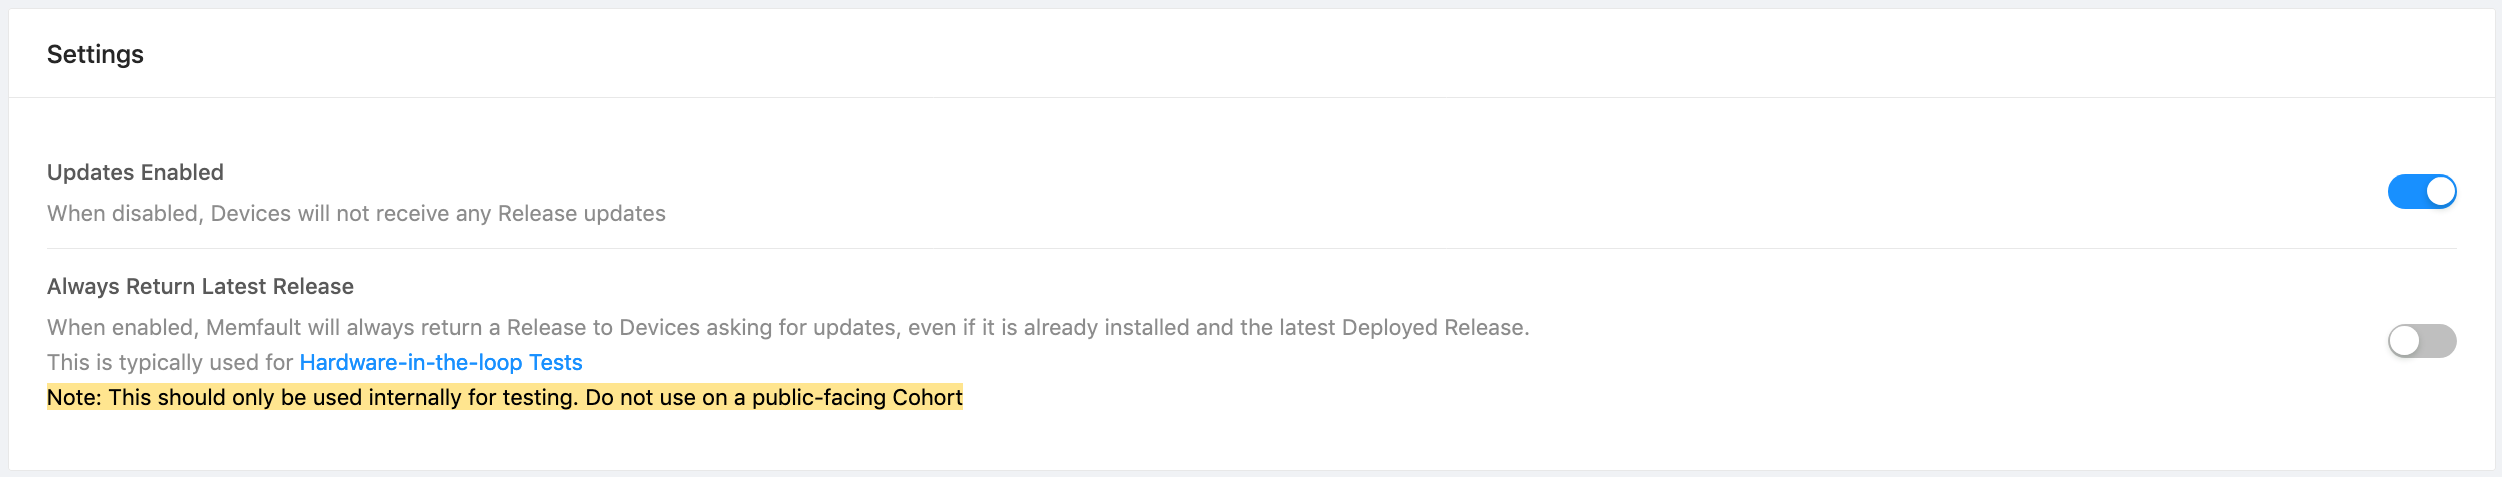 Settings
Updates Enabled
When disabled, Devices will not receive any Release updates
Always Return Latest Release
When enabled, Memfault will always return a Release to Devices asking for updates, even if it is already installed and the latest Deployed Release.
This is typically used for Hardware-in-the-loop Tests
Note: This should only be used internally for testing. Do not use on a public-facing Cohort